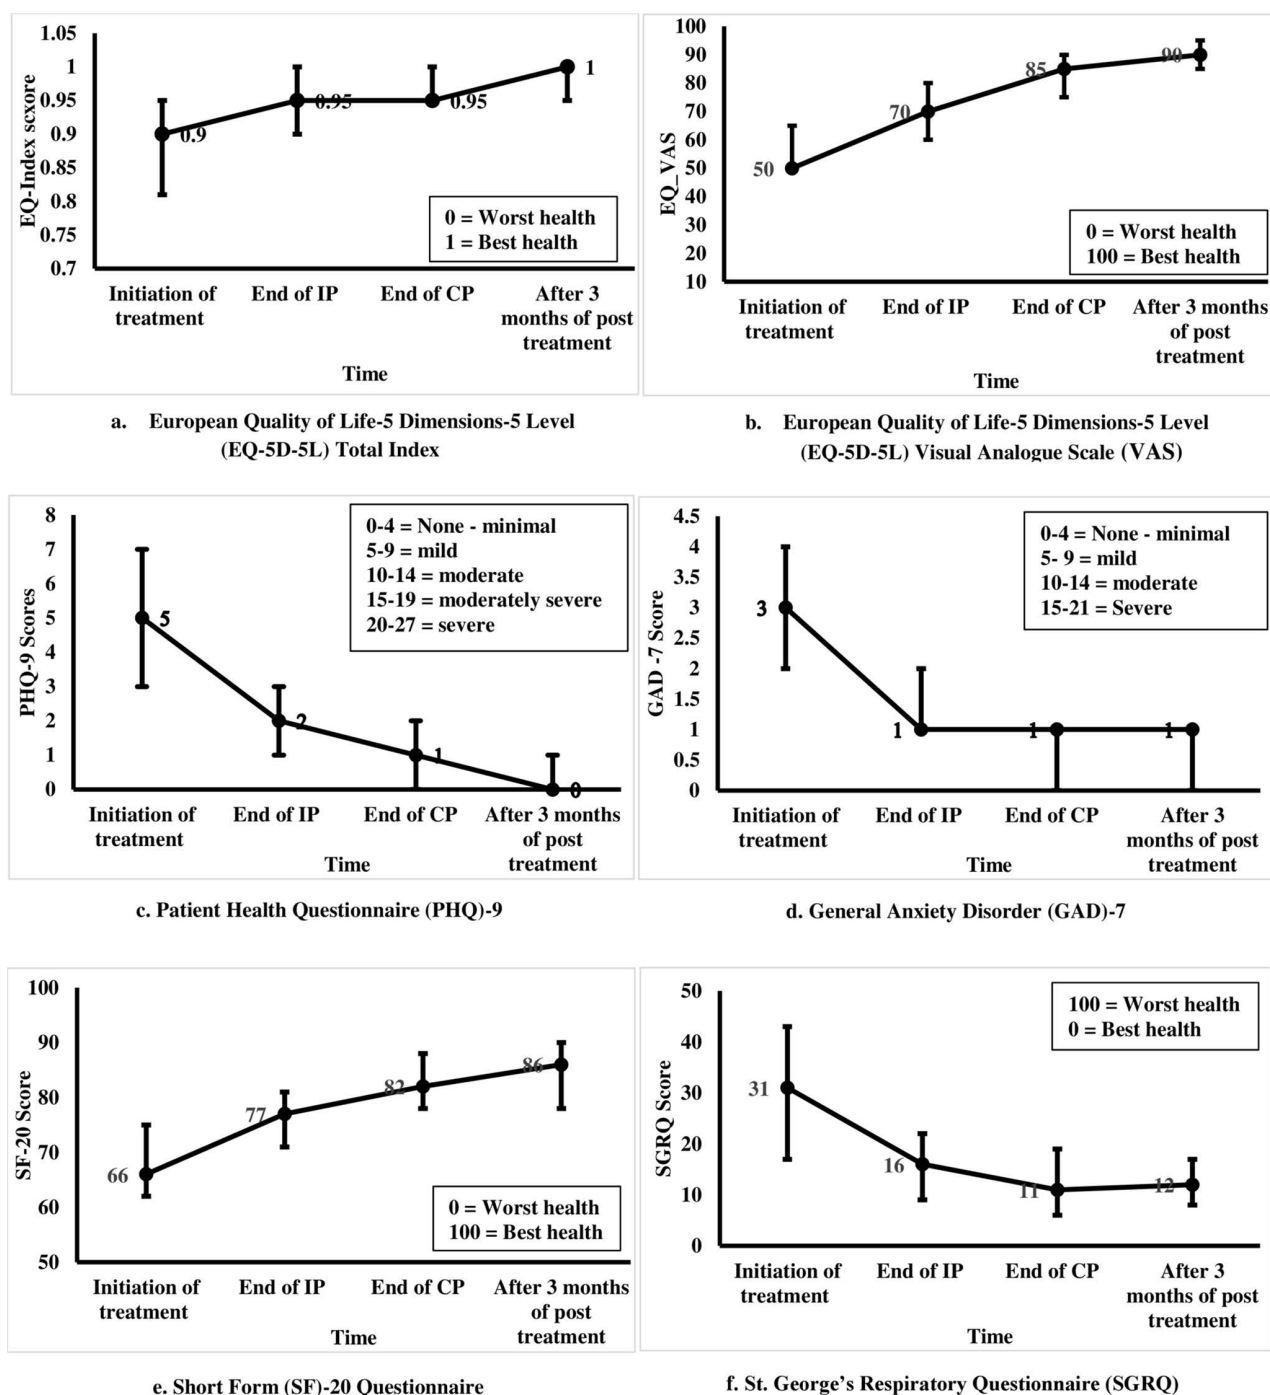 1.05
1
0.95
0.9
0.85
0.8
0.75
0.7
EQ-Index scxore
0.9
0.95
0.95
1
0 = Worst health
1 = Best health
Initiation of
treatment
End of IP
End of CP
After 3
months of post
treatment
Time
a. European Quality of Life-5 Dimensions-5 Level
(EQ-5D-5L) Total Index
100
90
80
70
60
50
40
30
20
10
EQ_VAS
50
70
85
90
0 = Worst health
100 = Best health
Initiation of
treatment
End of IP
End of CP
After 3 months
of post
treatment
Time
b. European Quality of Life-5 Dimensions-5 Level
(EQ-5D-5L) Visual Analogue Scale (VAS)
8
7
6
5
4
3
2
1
0
PHQ-9 Scores
5
2
1
0
0-4 = None - minimal
5-9 = mild
10-14 = moderate
15-19 = moderately severe
20-27 = severe
Initiation of
treatment
End of IP
End of CP
After 3 months
of post
treatment
Time
c. Patient Health Questionnaire (PHQ)-9
4.5
4
3.5
3
2.5
2
1.5
1
0.5
0
GAD -7 Score
3
1
1
1
0-4 = None - minimal
5- 9 = mild
10-14 = moderate
15-21 = Severe
Initiation of
treatment
End of IP
End of CP
After 3
months of post
treatment
Time
d. General Anxiety Disorder (GAD)-7
100
90
80
70
60
50
SF-20 Score
66
77
82
86
0 = Worst health
100 = Best health
Initiation of
treatment
End of IP
End of CP
After 3 months
of post
treatment
Time
e. Short Form (SF)-20 Questionnaire
50
40
30
20
10
0
SGRQ Score
31
16
11
12
100 = Worst health
0 = Best health
Initiation of
treatment
End of IP
End of CP
After 3
months of post
treatment
Time
f. St. George's Respiratory Questionnaire (SGRQ)